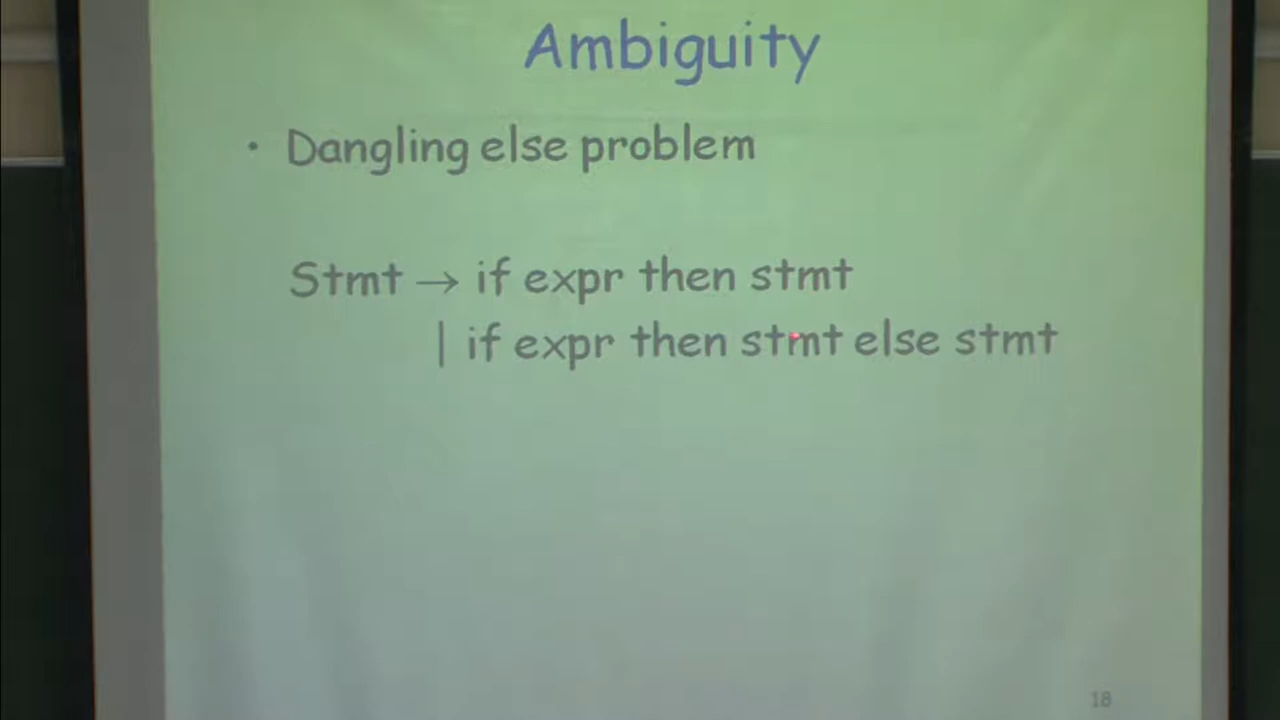 Ambiguity
• Dangling else problem
Stmt → if expr then stmt
| if expr then stmt else stmt
18